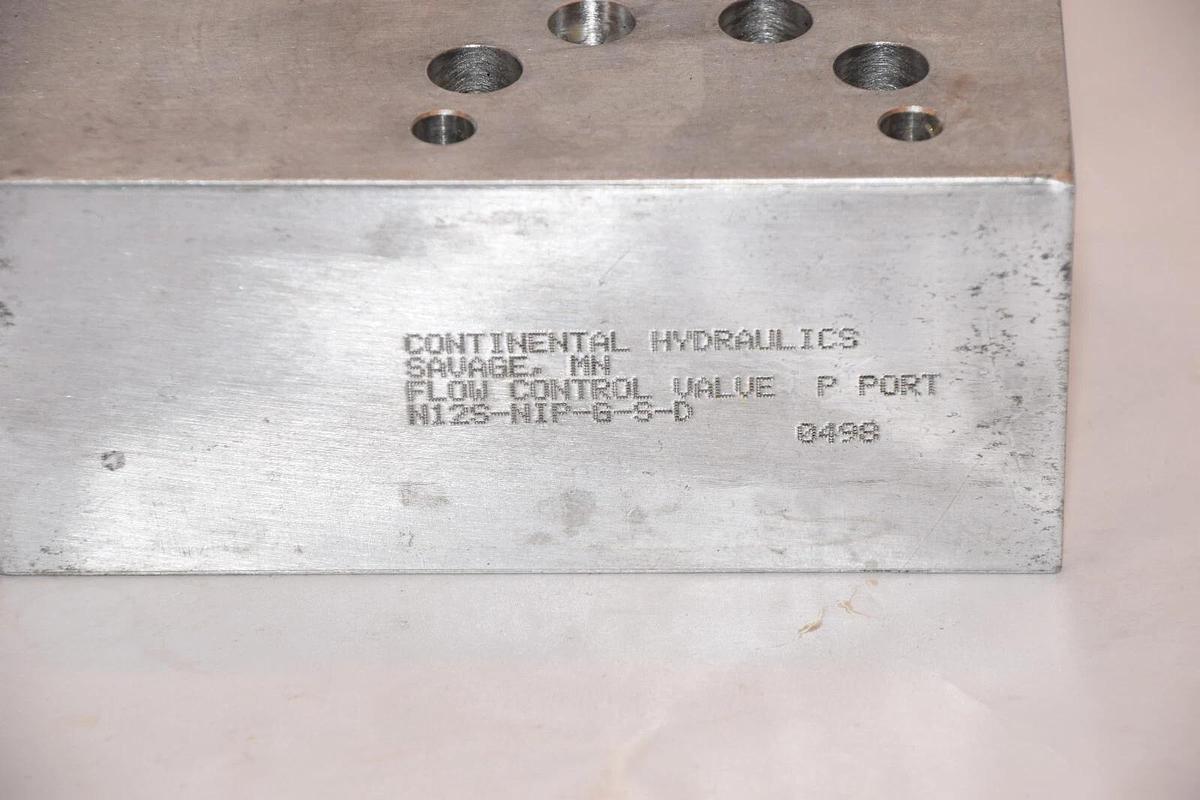 CONTINENTAL HYDRAULICS
SAVAGE, MN
FLOW CONTROL VALVE P PORT
N12S-NIP-G-S-D
0498